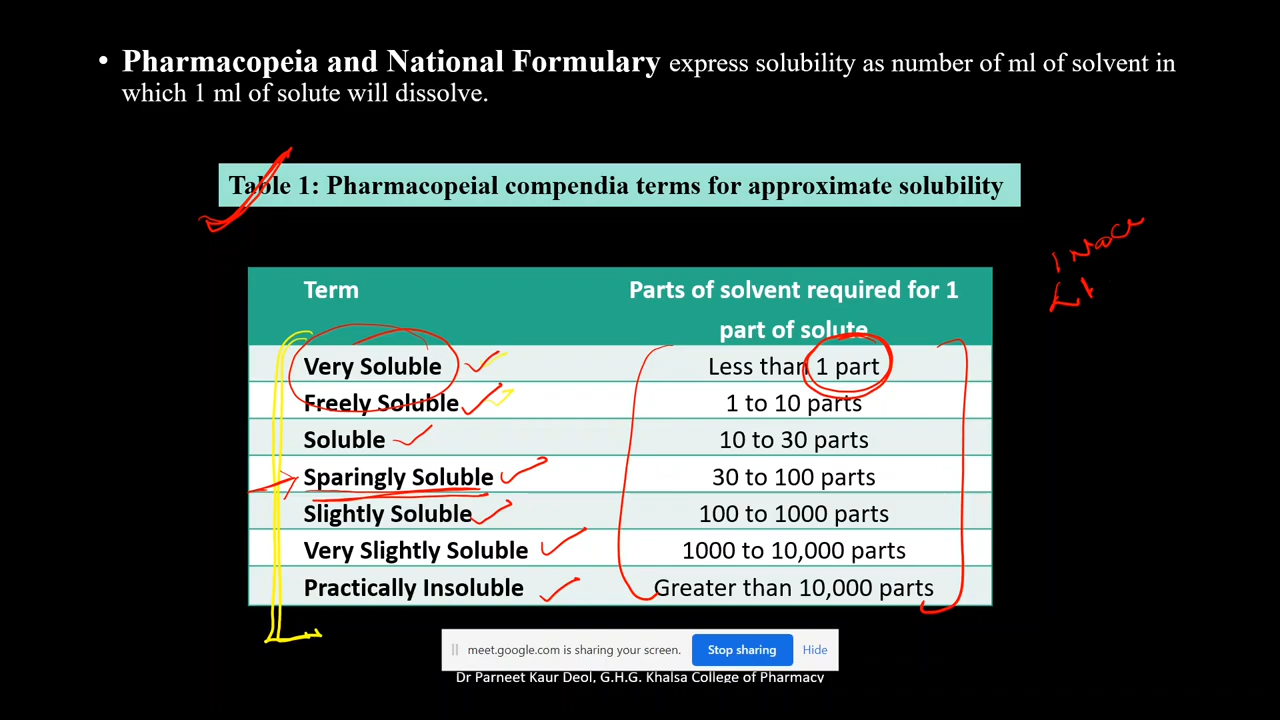 • Pharmacopeia and National Formulary express solubility as number of ml of solvent in
which 1 ml of solute will dissolve.
Table 1: Pharmacopeial compendia terms for approximate solubility
1 NaCl
<1
Term Parts of solvent required for 1
part of solute
Very Soluble Less than 1 part
Freely Soluble 1 to 10 parts
Soluble 10 to 30 parts
Sparingly Soluble 30 to 100 parts
Slightly Soluble 100 to 1000 parts
Very Slightly Soluble 1000 to 10,000 parts
Practically Insoluble Greater than 10,000 parts
meet.google.com is sharing your screen. Stop sharing Hide
Dr Parneet Kaur Deol, G.H.G. Khalsa College of Pharmacy